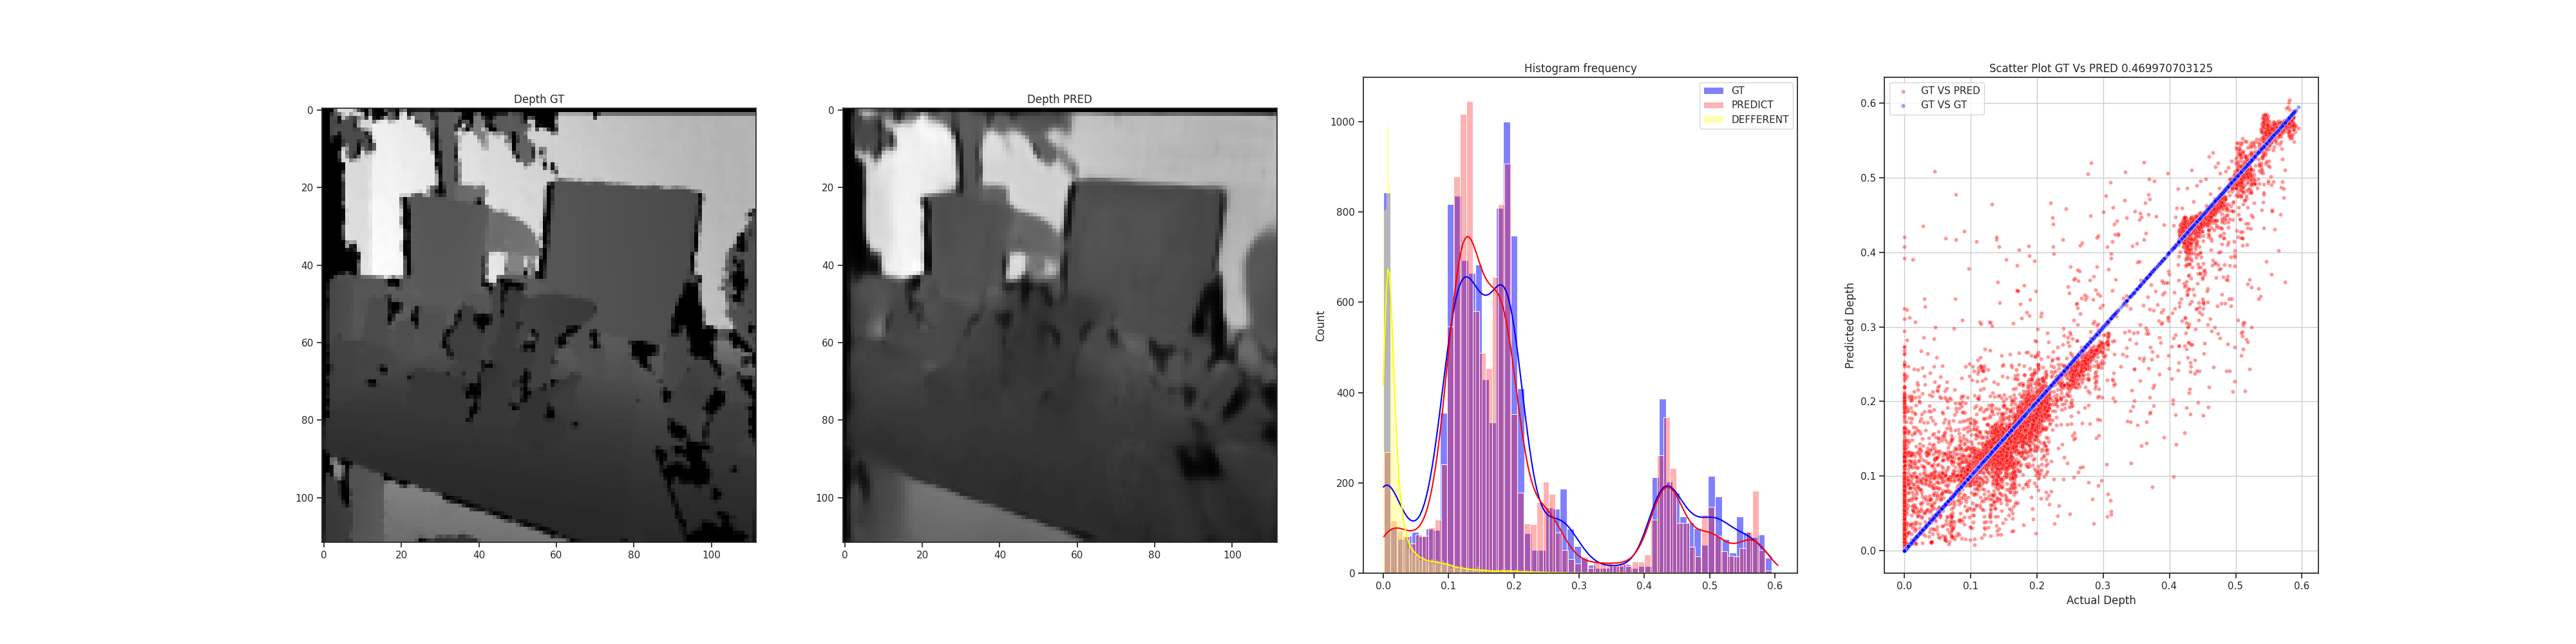 Depth GT
0
20
40
60
80
100
0 20 40 60 80 100
Depth PRED
0
20
40
60
80
100
0 20 40 60 80 100
Histogram frequency
GT
PREDICT
DEFFERENT
Count
1000
800
600
400
200
0
0.0 0.1 0.2 0.3 0.4 0.5 0.6
Scatter Plot GT Vs PRED 0.469970703125
GT VS PRED
GT VS GT
Predicted Depth
0.6
0.5
0.4
0.3
0.2
0.1
0.0
0.0 0.1 0.2 0.3 0.4 0.5 0.6
Actual Depth